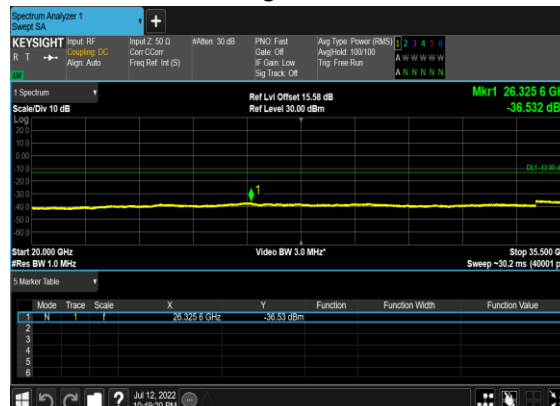 Spectrum Analyzer 1
Swept SA
KEYSIGHT Input: RF Input Z: 50 Ω #Atten: 30 dB PNO: Fast Avg Type: Power (RMS) 1 2 3 4 5 6
R T Coupling: DC Corr CCorr Gate: Off Avg|Hold: 100/100 A W W W W W
Align: Auto Freq Ref: Int (S) IF Gain: Low Trig: Free Run
Sig Track: Off A N N N N N
1 Spectrum Ref Lvl Offset 15.58 dB Mkr1 26.325 6 GH
Scale/Div 10 dB Ref Level 30.00 dBm -36.532 dB
Log
20.0
10.0
0.00
-10.0
DL1 -13.00 d
-20.0
-30.0
1
-40.0
-50.0
-60.0
Start 20.000 GHz Video BW 3.0 MHz* Stop 35.500 G
#Res BW 1.0 MHz Sweep ~30.2 ms (40001 p
5 Marker Table
Mode Trace Scale X Y Function Function Width Function Value
1 N 1 f 26.325 6 GHz -36.53 dBm
2
3
4
5
6
? Jul 12, 2022
10:49:20 PM